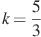 k = 5/3